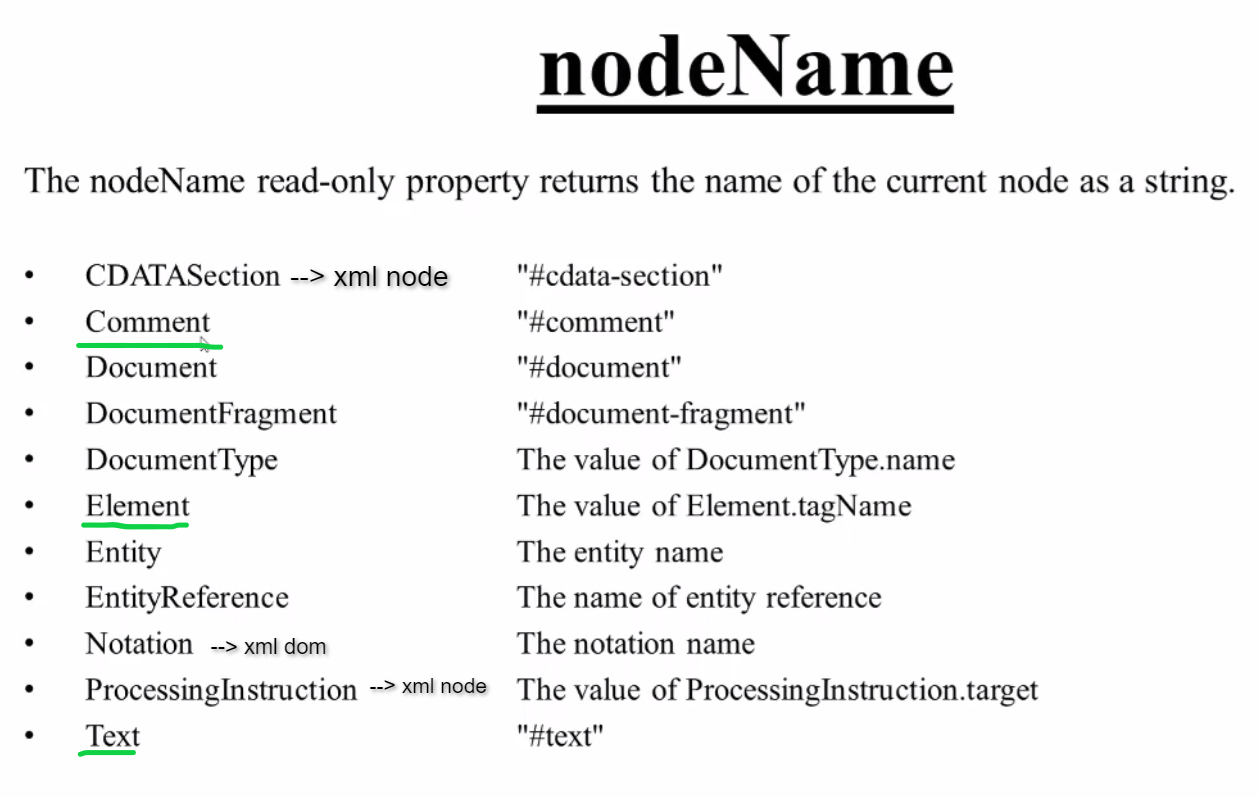 nodeName
The nodeName read-only property returns the name of the current node as a string.
• CDATASection --> xml node "#cdata-section"
• Comment "#comment"
• Document "#document"
• DocumentFragment "#document-fragment"
• DocumentType The value of DocumentType.name
• Element The value of Element.tagName
• Entity The entity name
• EntityReference The name of entity reference
• Notation --> xml dom The notation name
• ProcessingInstruction --> xml node The value of ProcessingInstruction.target
• Text "#text"